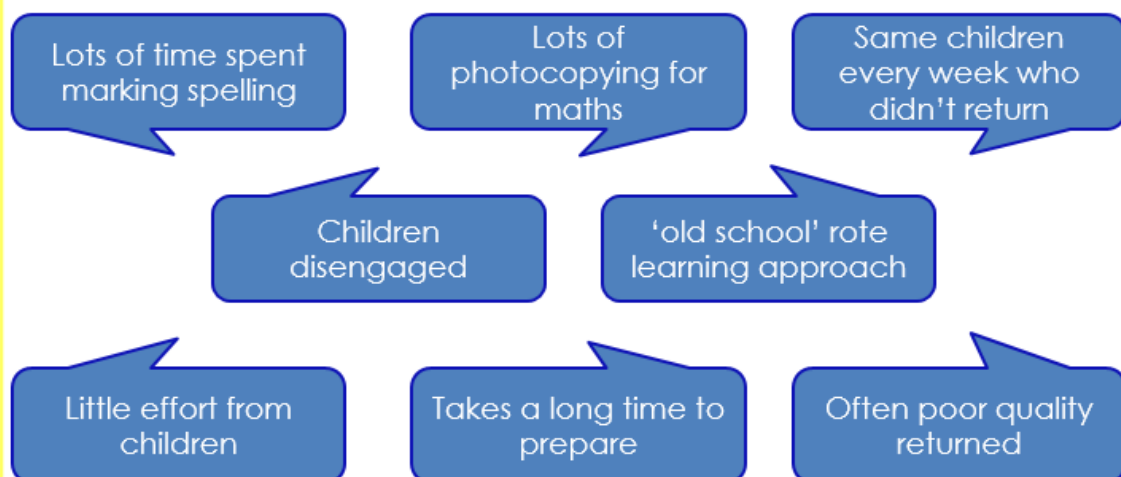 Lots of time spent
marking spelling
Lots of
photocopying for
maths
Same children
every week who
didn’t return
Children
disengaged
‘old school’ rote
learning approach
Little effort from
children
Takes a long time to
prepare
Often poor quality
returned